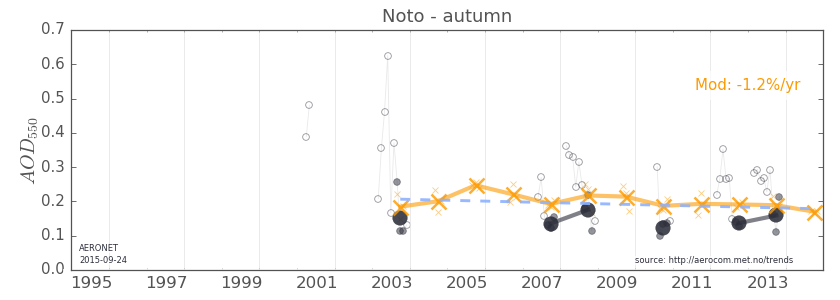 Noto - autumn
0.7
0.6
0.5
0.4
0.3
0.2
0.1
0.0
AOD550
Mod: -1.2%/yr
AERONET
2015-09-24
source: http://aerocom.met.no/trends
1995 1997 1999 2001 2003 2005 2007 2009 2011 2013